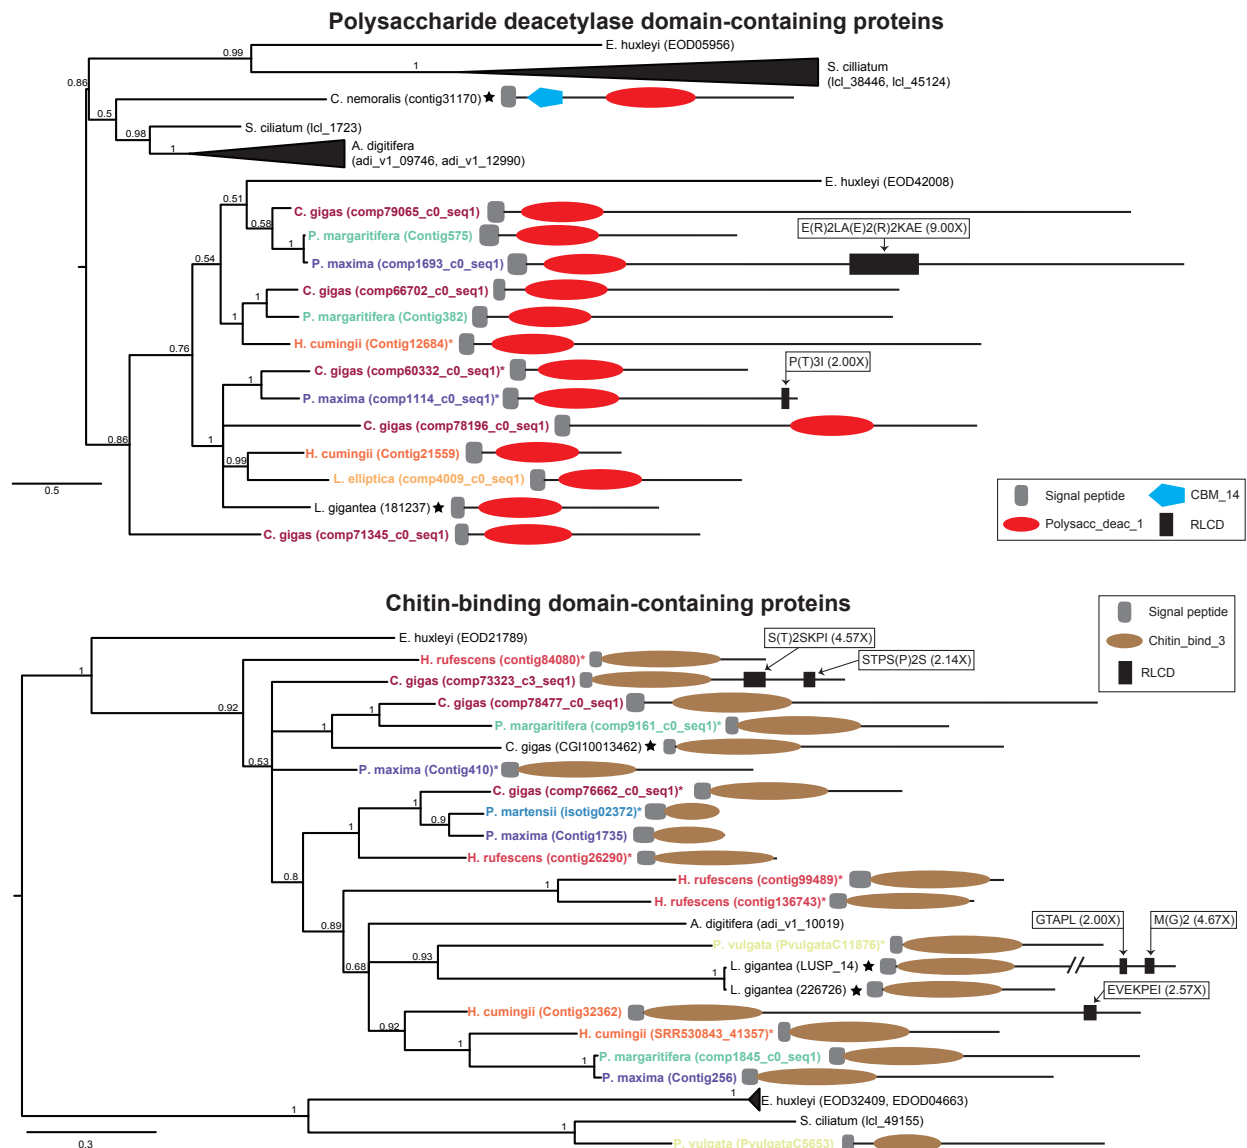 Polysaccharide deacetylase domain-containing proteins
E. huxleyi (EOD05956)
0.99
S. cilliatum
(lcl_38446, lcl_45124)
1
0.86
C. nemoralis (contig31170)
0.5
S. ciliatum (lcl_1723)
0.98
A. digitifera
(adi_v1_09746, adi_v1_12990)
1
E. huxleyi (EOD42008)
0.51
C. gigas (comp79065_c0_seq1)
0.58
E(R)2LA(E)2(R)2KAE (9.00X)
P. margaritifera (Contig575)
1
P. maxima (comp1693_c0_seq1)
0.54
C. gigas (comp66702_c0_seq1)
1
P. margaritifera (Contig382)
1
H. cumingii (Contig12684)*
0.76
P(T)3I (2.00X)
C. gigas (comp60332_c0_seq1)*
1
P. maxima (comp1114_c0_seq1)*
C. gigas (comp78196_c0_seq1)
0.86
1
H. cumingii (Contig21559)
0.99
L. elliptica (comp4009_c0_seq1)
0.5
L. gigantea (181237)
C. gigas (comp71345_c0_seq1)
Signal peptide
CBM_14
Polysacc_deac_1
RLCD
Chitin-binding domain-containing proteins
Signal peptide
Chitin_bind_3
RLCD
E. huxleyi (EOD21789)
S(T)2SKPI (4.57X)
STPS(P)2S (2.14X)
1
H. rufescens (contig84080)*
C. gigas (comp73323_c3_seq1)
0.92
C. gigas (comp78477_c0_seq1)
1
P. margaritifera (comp9161_c0_seq1)*
1
C. gigas (CGI10013462)
0.53
P. maxima (Contig410)*
C. gigas (comp76662_c0_seq1)*
1
P. martensii (isotig02372)*
0.9
1
P. maxima (Contig1735)
H. rufescens (contig26290)*
0.8
H. rufescens (contig99489)*
1
H. rufescens (contig136743)*
0.89
A. digitifera (adi_v1_10019)
GTAPL (2.00X)
M(G)2 (4.67X)
P. vulgata (PvulgataC11876)*
0.93
0.68
L. gigantea (LUSP_14)
1
L. gigantea (226726)
EVEKPEI (2.57X)
H. cumingii (Contig32362)
0.92
H. cumingii (SRR530843_41357)*
1
P. margaritifera (comp1845_c0_seq1)
1
P. maxima (Contig256)
1
E. huxleyi (EOD32409, EDOD04663)
1
S. ciliatum (lcl_49155)
1
0.3
P. vulgata (PvulgataC5653)